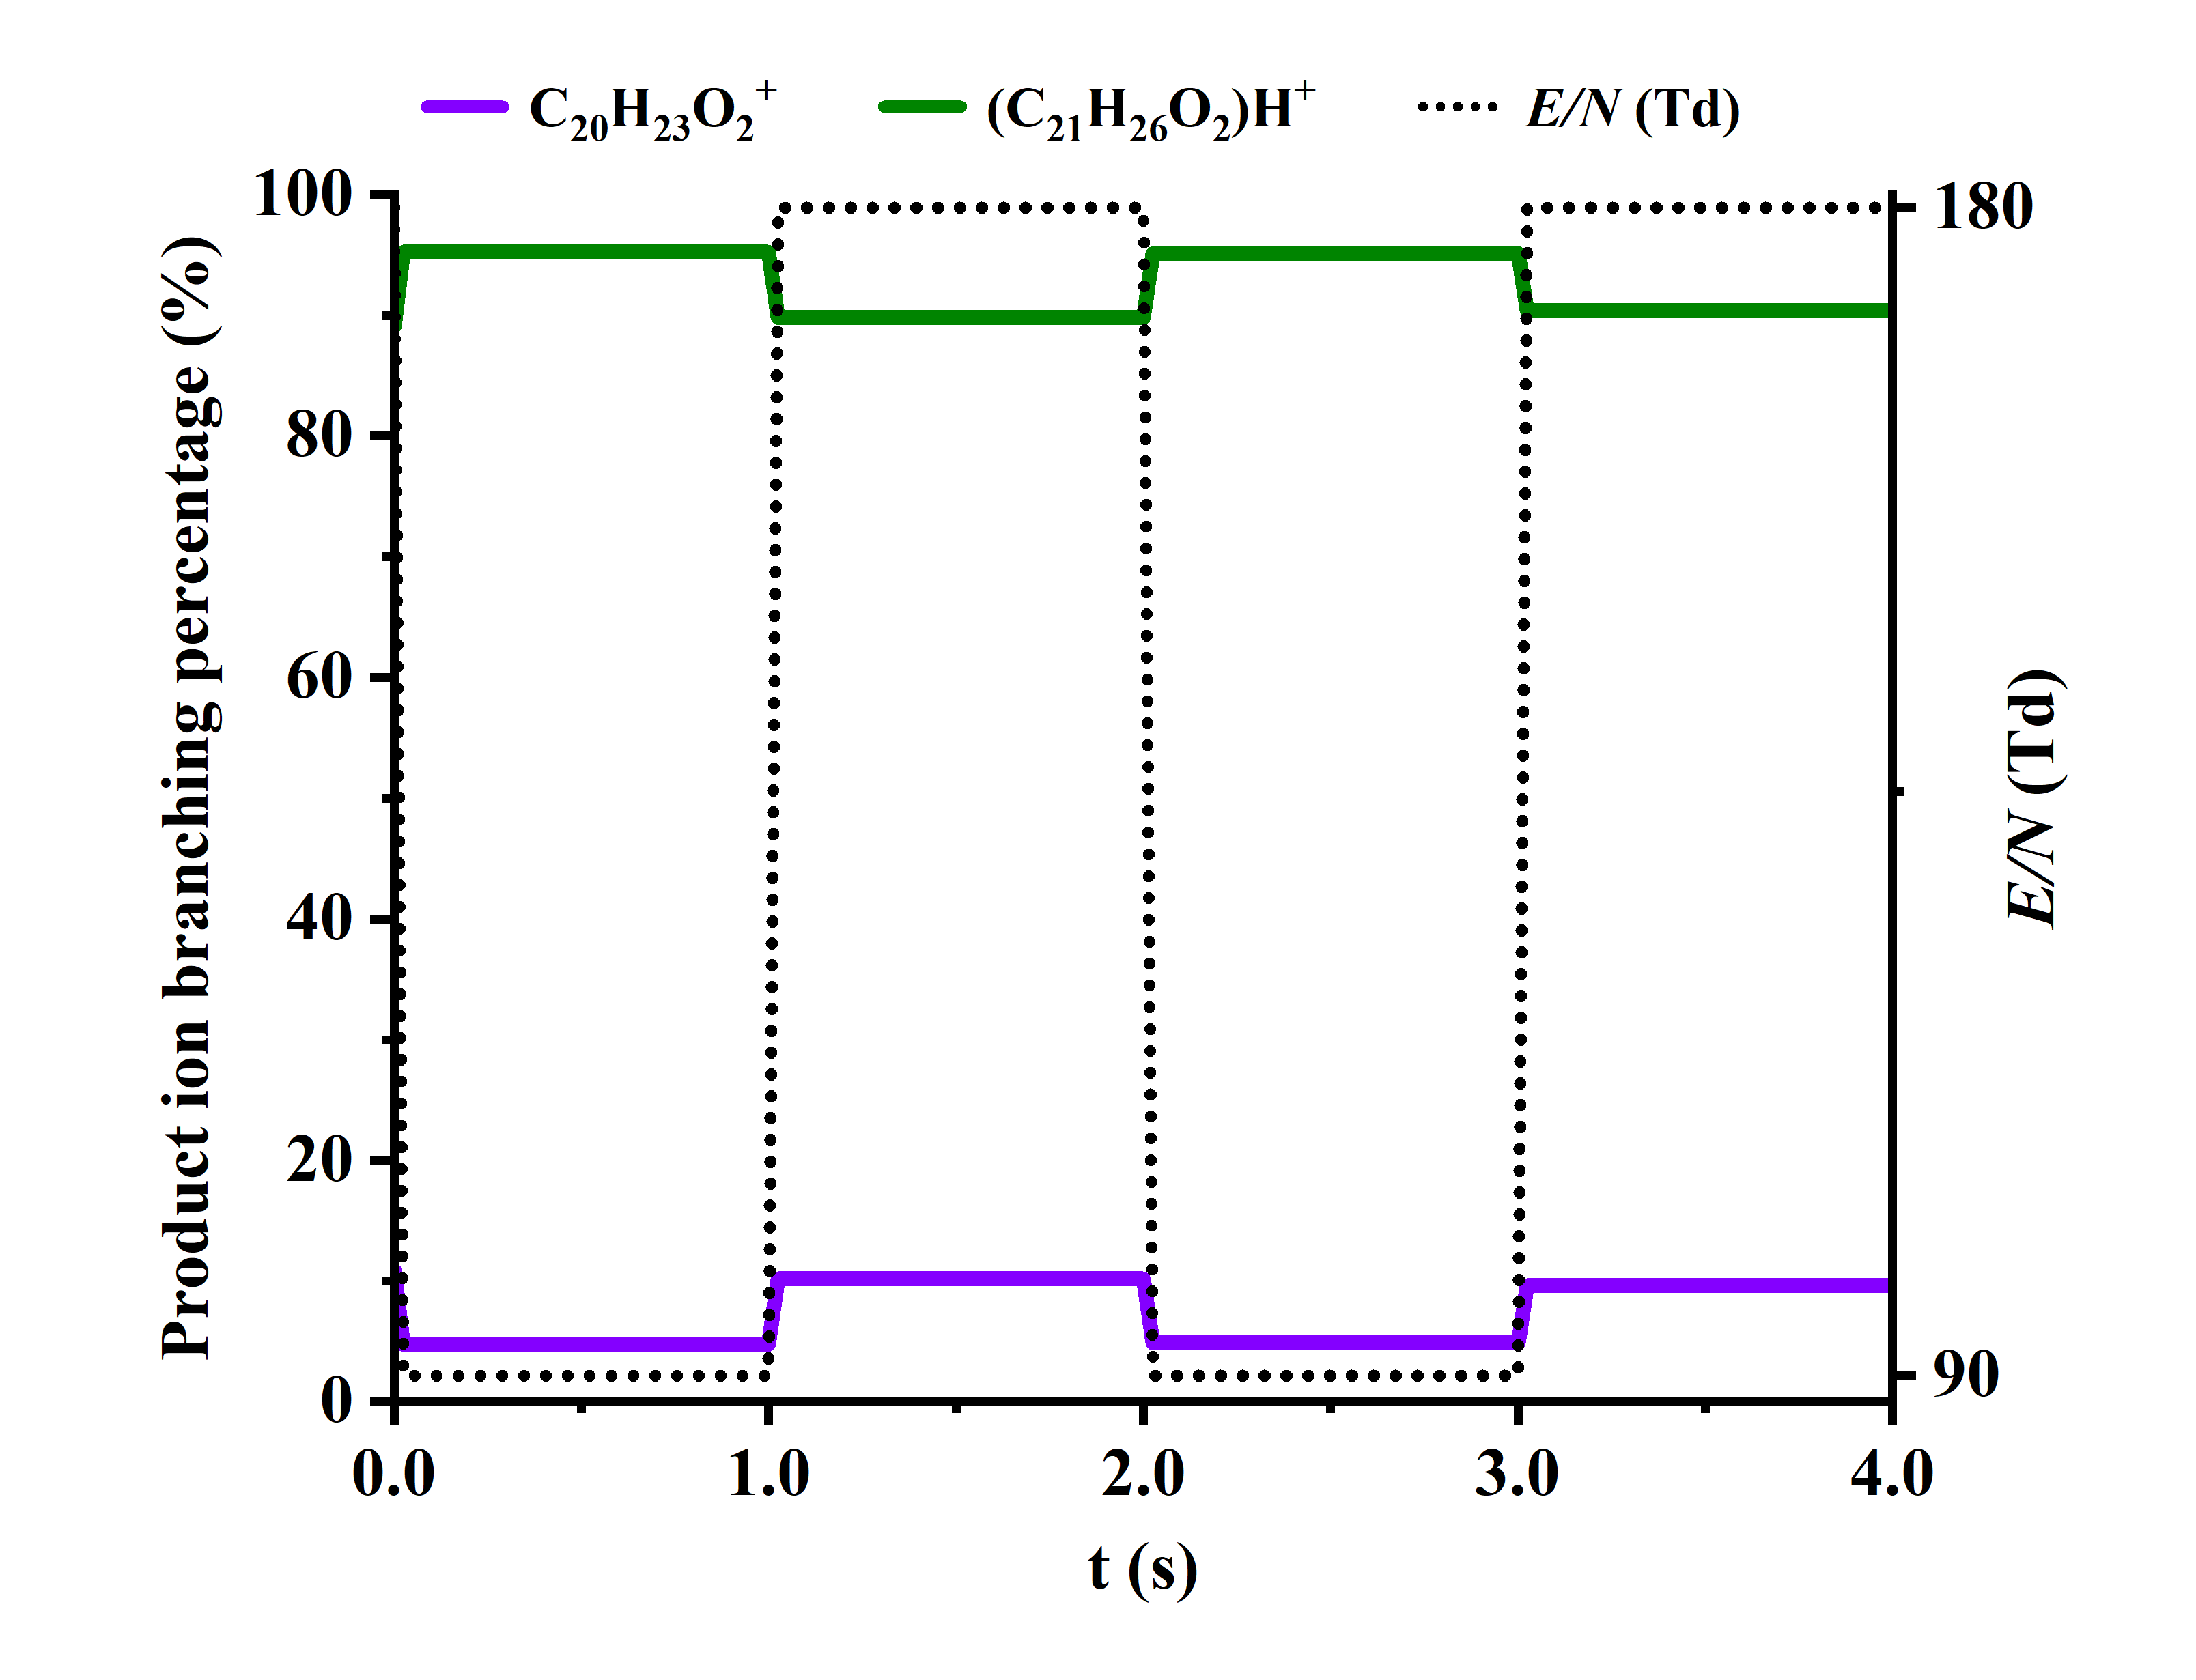 C₂₀H₂₃O₂⁺ (C₂₁H₂₆O₂)H⁺ E/N (Td)
Product ion branching percentage (%)
100
80
60
40
20
0
180
90
E/N (Td)
0.0 1.0 2.0 3.0 4.0
t (s)